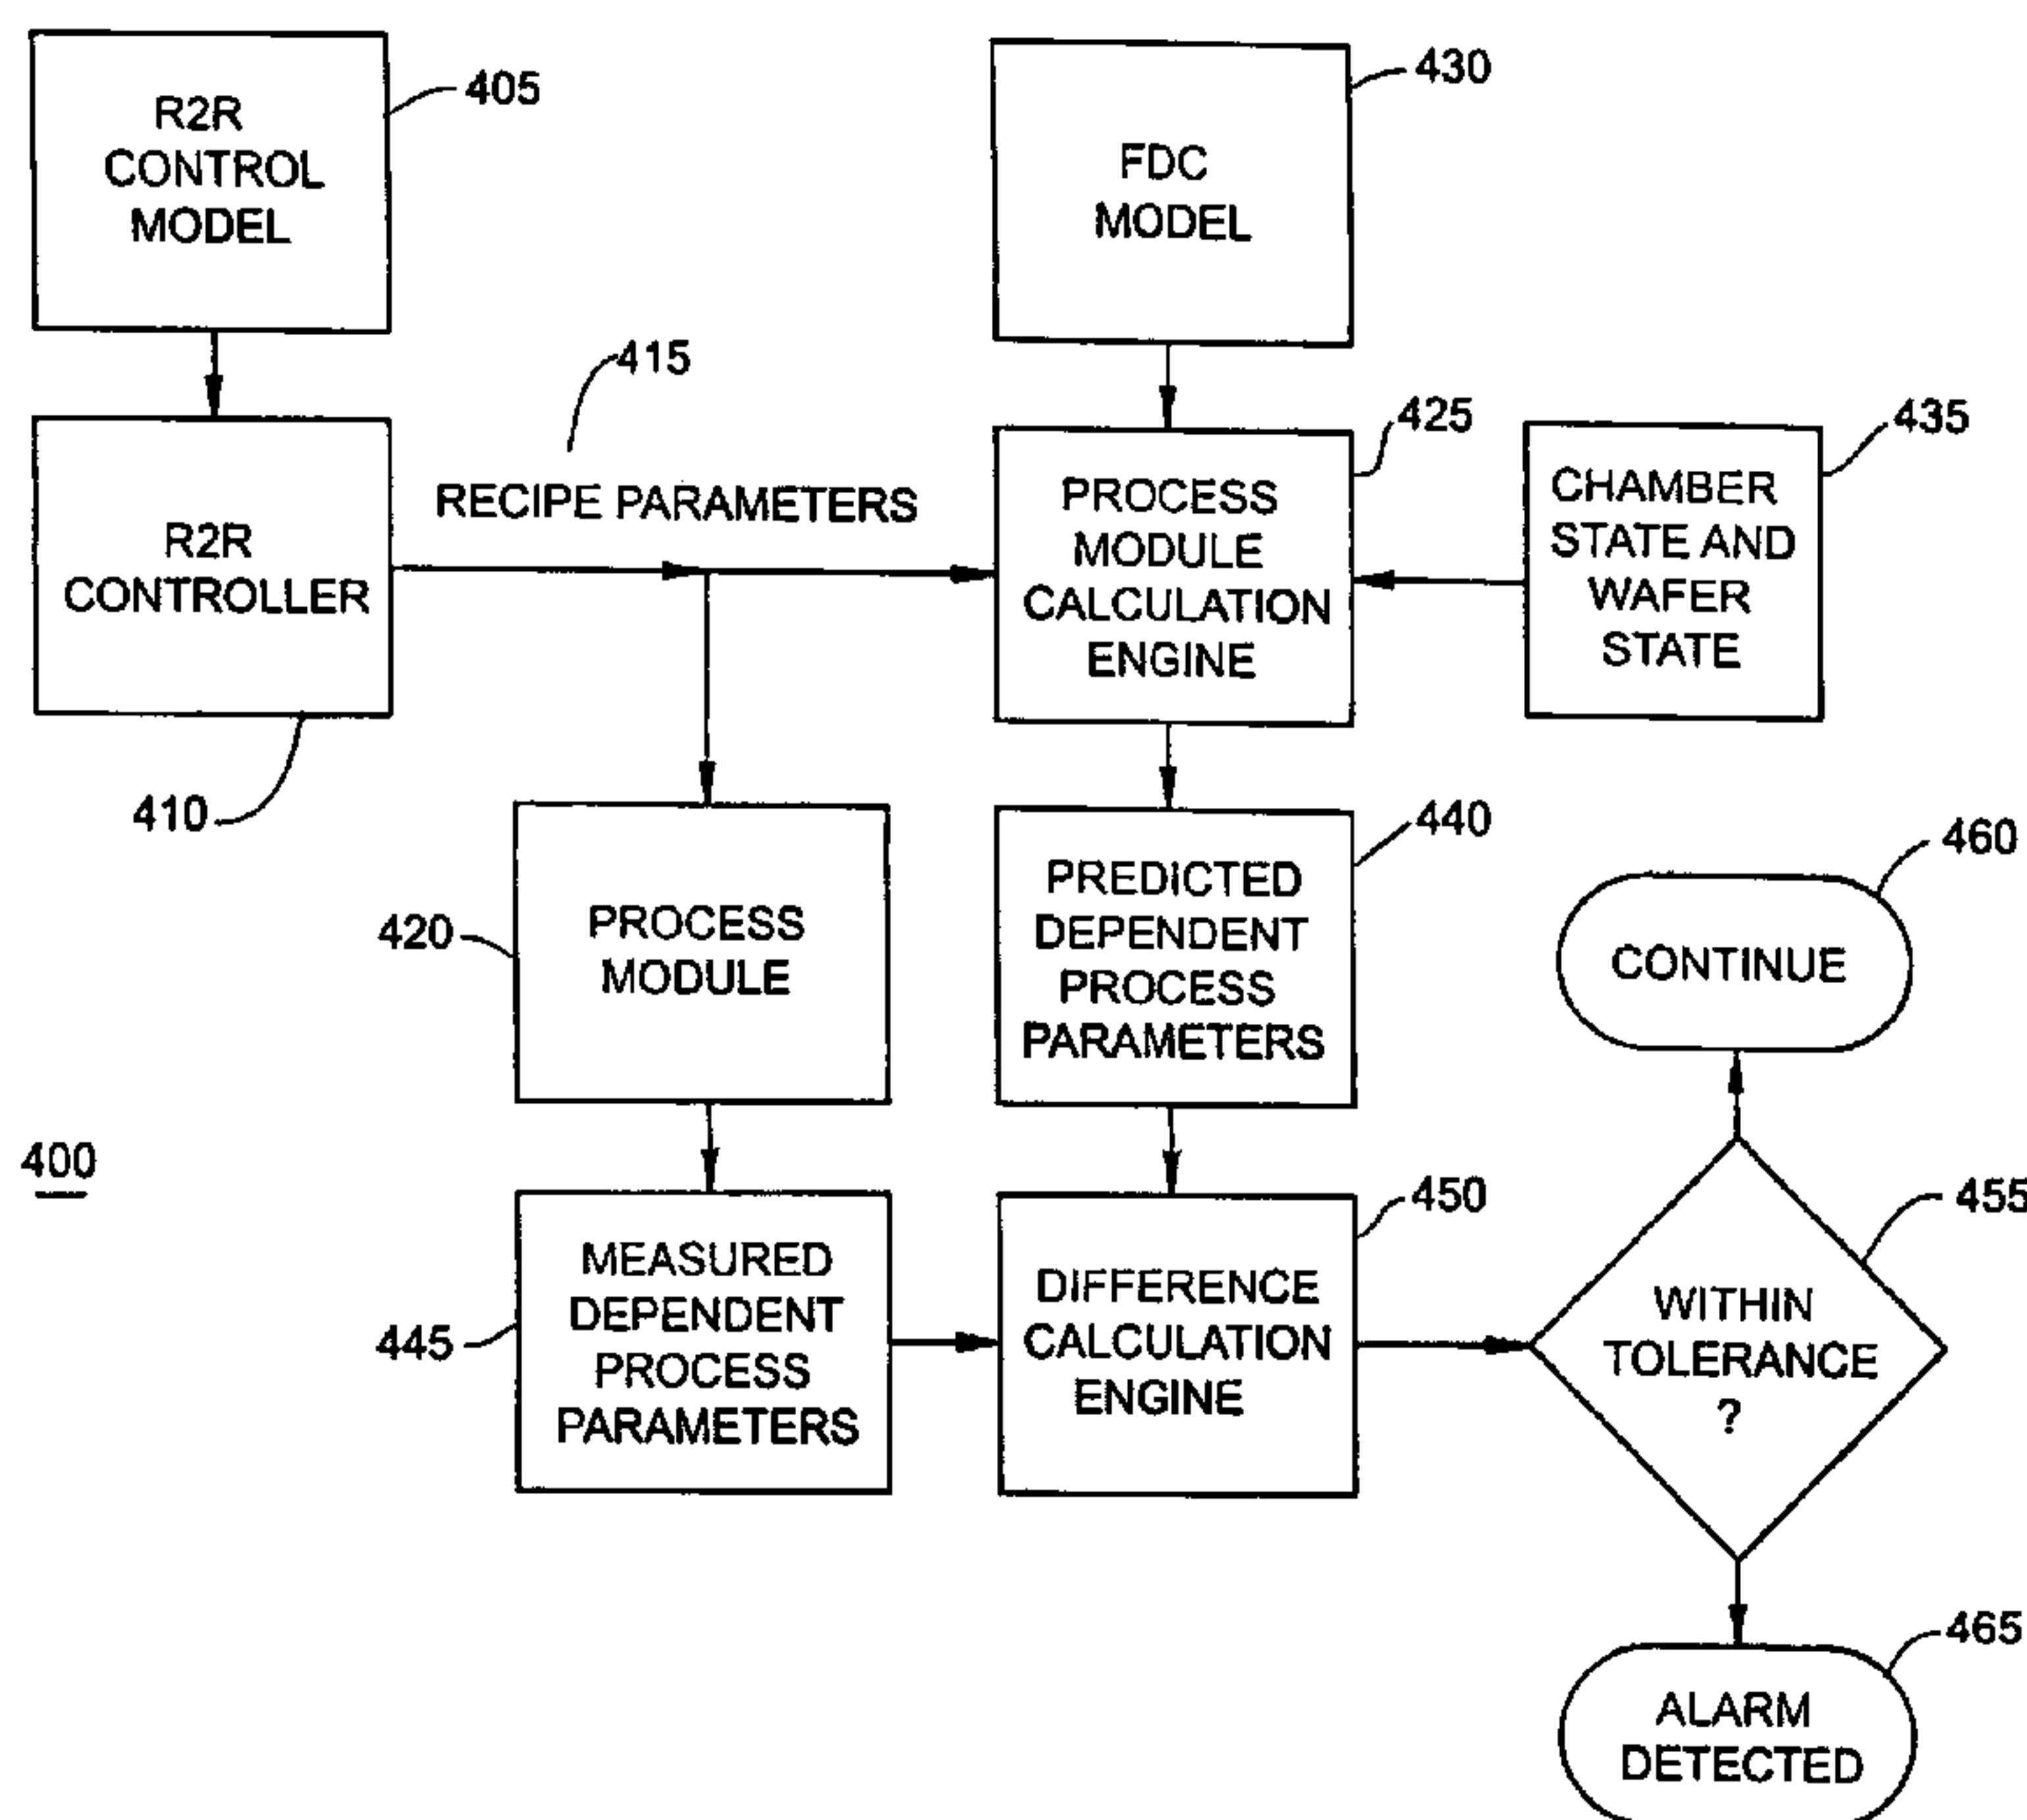 R2R
CONTROL
MODEL
405
FDC
MODEL
430
415
RECIPE PARAMETERS
R2R
CONTROLLER
410
PROCESS
MODULE
CALCULATION
ENGINE
425
CHAMBER
STATE AND
WAFER
STATE
435
420
PROCESS
MODULE
PREDICTED
DEPENDENT
PROCESS
PARAMETERS
440
460
CONTINUE
400
445
MEASURED
DEPENDENT
PROCESS
PARAMETERS
DIFFERENCE
CALCULATION
ENGINE
450
455
WITHIN
TOLERANCE
?
465
ALARM
DETECTED